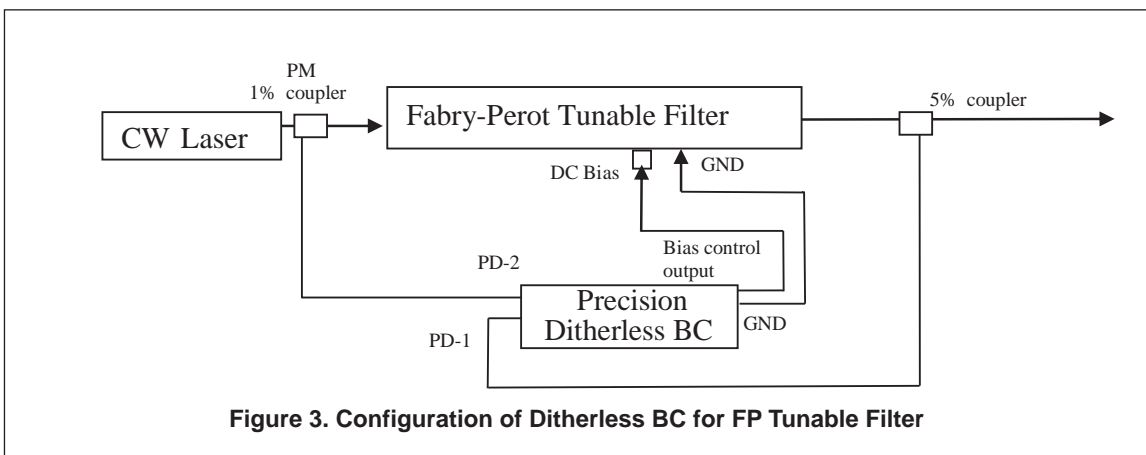 PM
1% coupler
CW Laser
Fabry-Perot Tunable Filter
5% coupler
DC Bias
GND
Bias control
output
PD-2
Precision
Ditherless BC
GND
PD-1
Figure 3. Configuration of Ditherless BC for FP Tunable Filter